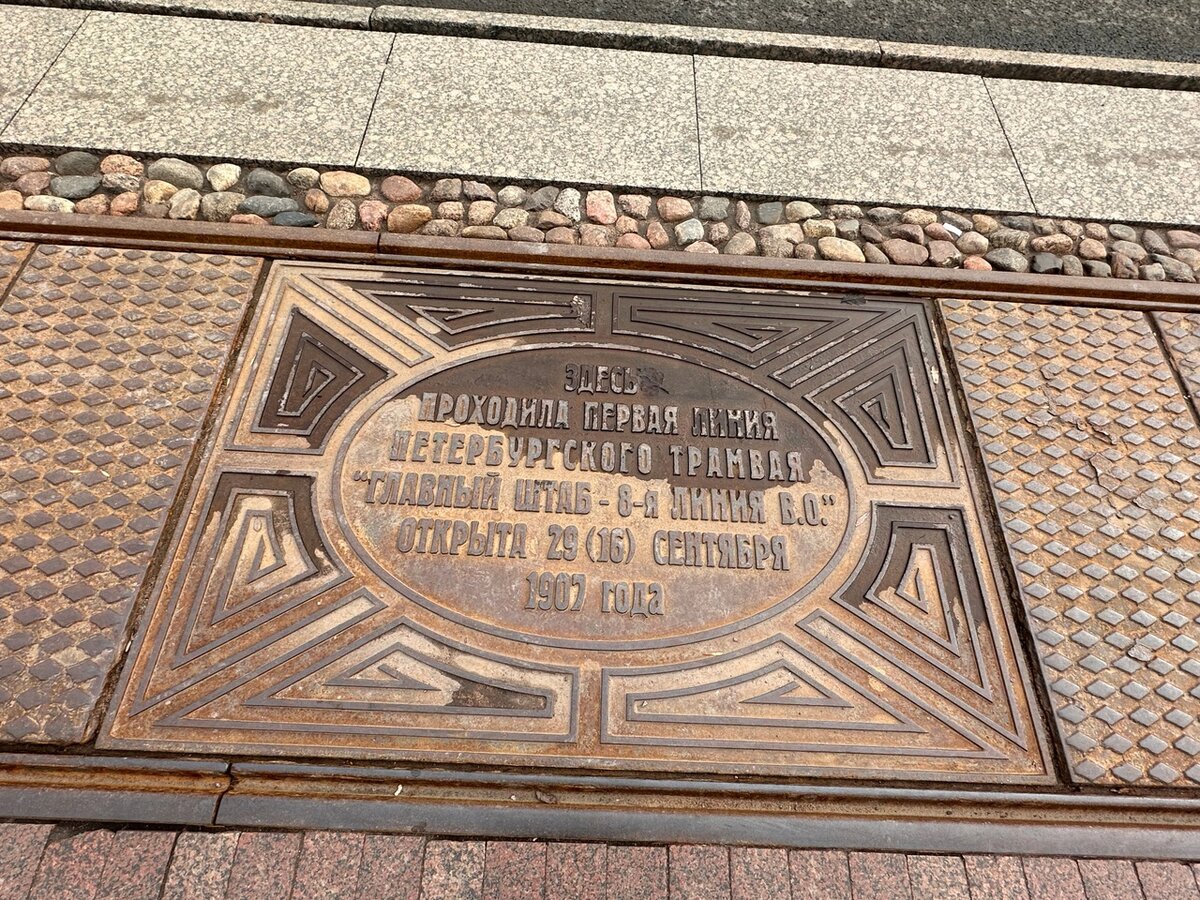 ЗДЕСЬ
ПРОХОДИЛА ПЕРВАЯ ЛИНИЯ
ПЕТЕРБУРГСКОГО ТРАМВАЯ
"ГЛАВНЫЙ ШТАБ - 8-Я ЛИНИЯ В.О."
ОТКРЫТА 29 (16) СЕНТЯБРЯ
1907 года